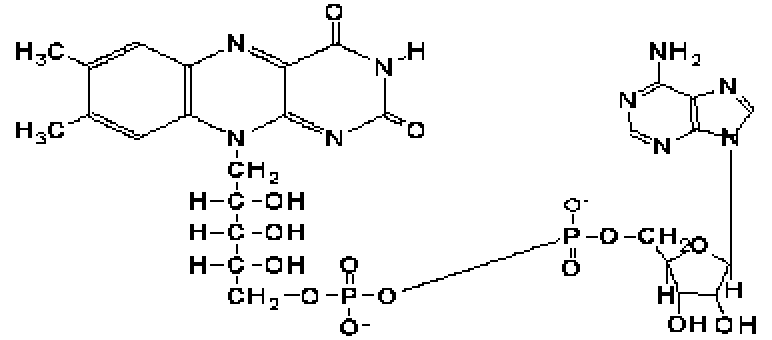 O
H₃C N N H NH₂
N N
H₃C N N O N N
CH₂
H–C–OH O⁻
H–C–OH P–O–CH₂ O
H–C–OH O O
CH₂–O–P–O H H
O⁻ OH OH